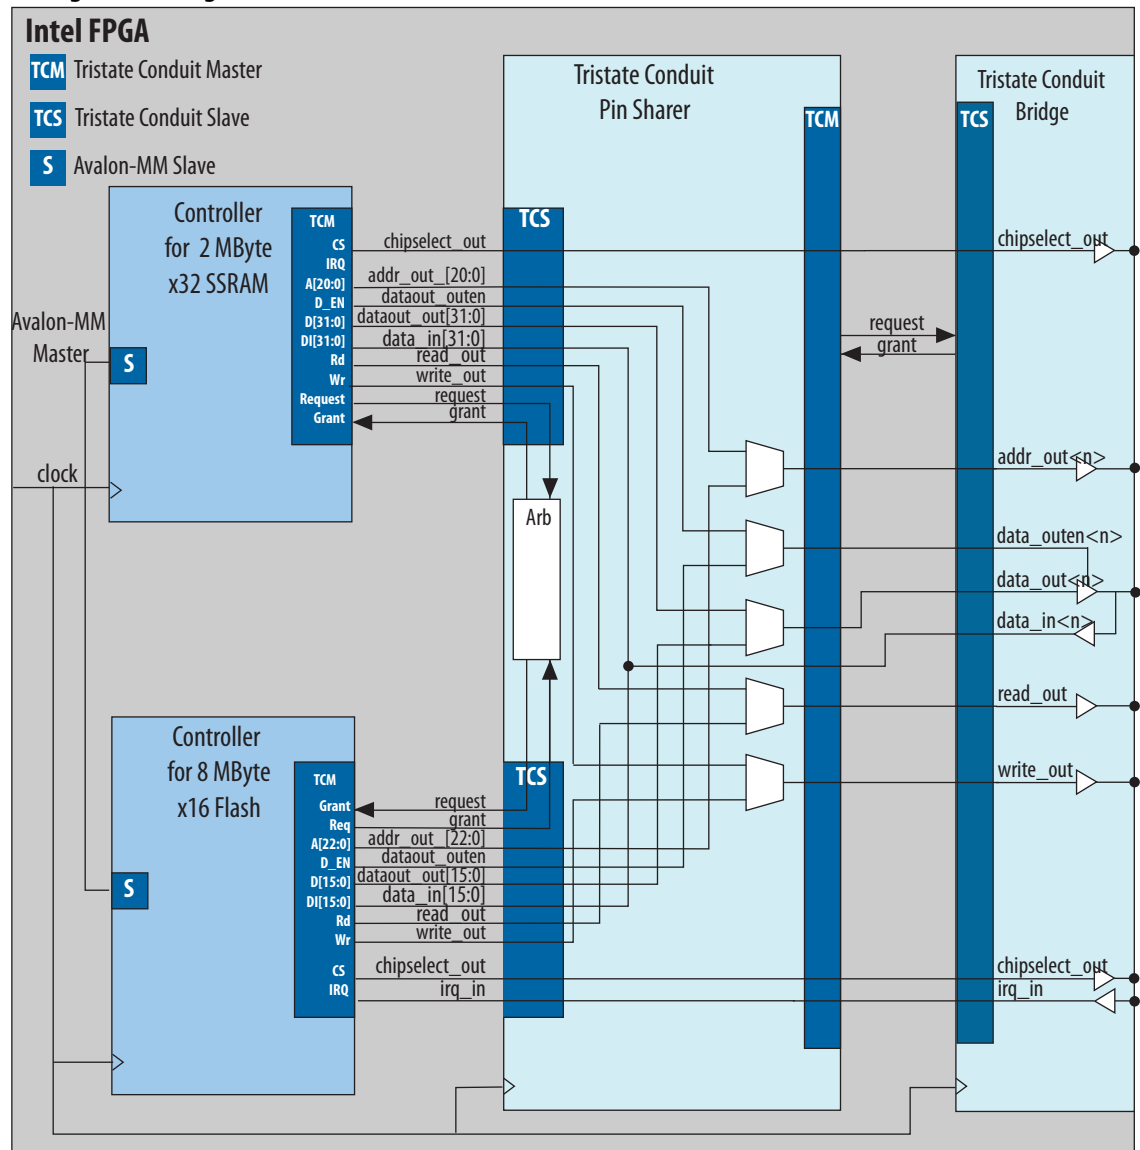 Intel FPGA
TCM Tristate Conduit Master
TCS Tristate Conduit Slave
S Avalon-MM Slave
Controller
for 2 MByte
x32 SSRAM
TCM
CS
IRQ
A[20:0]
D_EN
D[31:0]
DI[31:0]
Rd
Wr
Request
Grant
Avalon-MM
Master
S
clock
chipselect_out
addr_out_[20:0]
dataout_outen
dataout_out[31:0]
data_in[31:0]
read_out
write_out
request
grant
Tristate Conduit
Pin Sharer
TCS
TCM
Arb
request
grant
Tristate Conduit
Bridge
TCS
chipselect_out
addr_out<n>
data_outen<n>
data_out<n>
data_in<n>
read_out
write_out
chipselect_out
irq_in
Controller
for 8 MByte
x16 Flash
S
TCM
Grant
Req
A[22:0]
D_EN
D[15:0]
DI[15:0]
Rd
Wr
CS
IRQ
request
grant
addr_out_[22:0]
dataout_outen
dataout_out[15:0]
data_in[15:0]
read_out
write_out
chipselect_out
irq_in
TCS